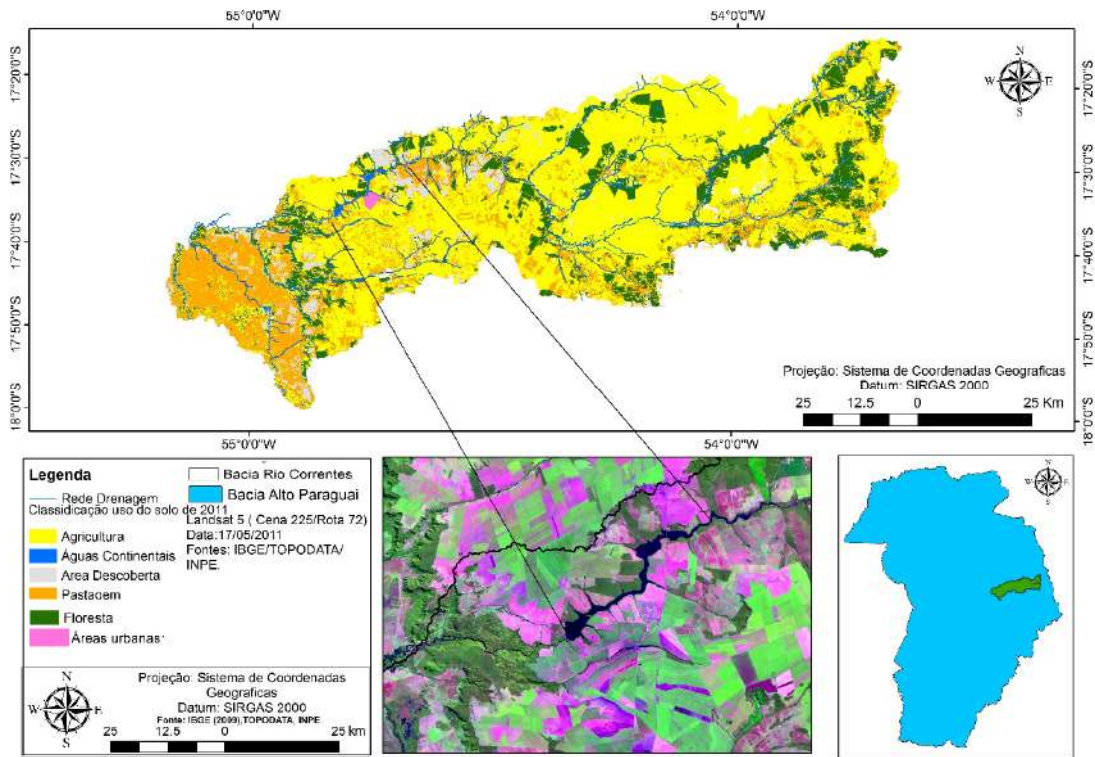 55°0'0"W 54°0'0"W
17°20'0"S
17°30'0"S
17°40'0"S
17°50'0"S
18°0'0"S
N
W E
S
17°20'0"S
17°30'0"S
17°40'0"S
17°50'0"S
18°0'0"S
Projeção: Sistema de Coordenadas Geograficas
Datum: SIRGAS 2000
25 12.5 0 25 Km
55°0'0"W 54°0'0"W
Legenda
Rede Drenagem
Classidicação uso do solo de 2011
Agricultura
Águas Continentais
Area Descoberta
Pastagem
Floresta
Áreas urbanas
Bacia Rio Correntes
Bacia Alto Paraguai
Landsat 5 ( Cena 225/Rota 72)
Data:17/05/2011
Fontes: IBGE/TOPODATA/
INPE.
N
W E
S
Projeção: Sistema de Coordenadas
Geograficas
Datum: SIRGAS 2000
Fonte: IBGE (2009),TOPODATA, INPE
25 12.5 0 25 Km
N
W E
S